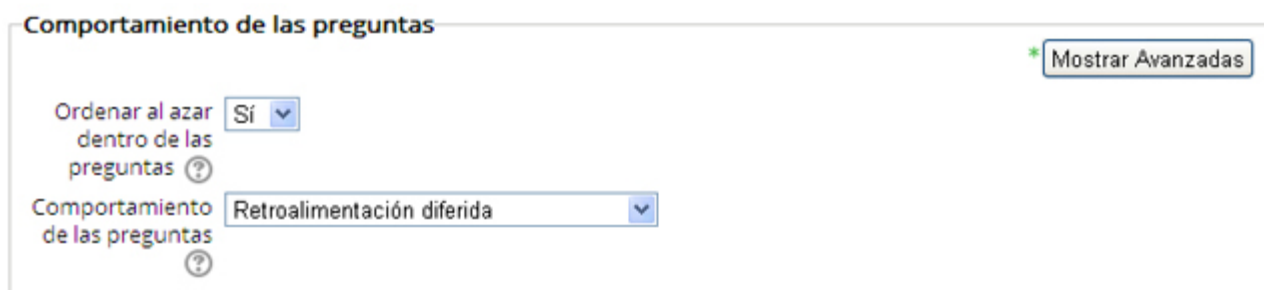 Comportamiento de las preguntas
* Mostrar Avanzadas
Ordenar al azar Sí
dentro de las
preguntas ?
Comportamiento Retroalimentación diferida
de las preguntas
?